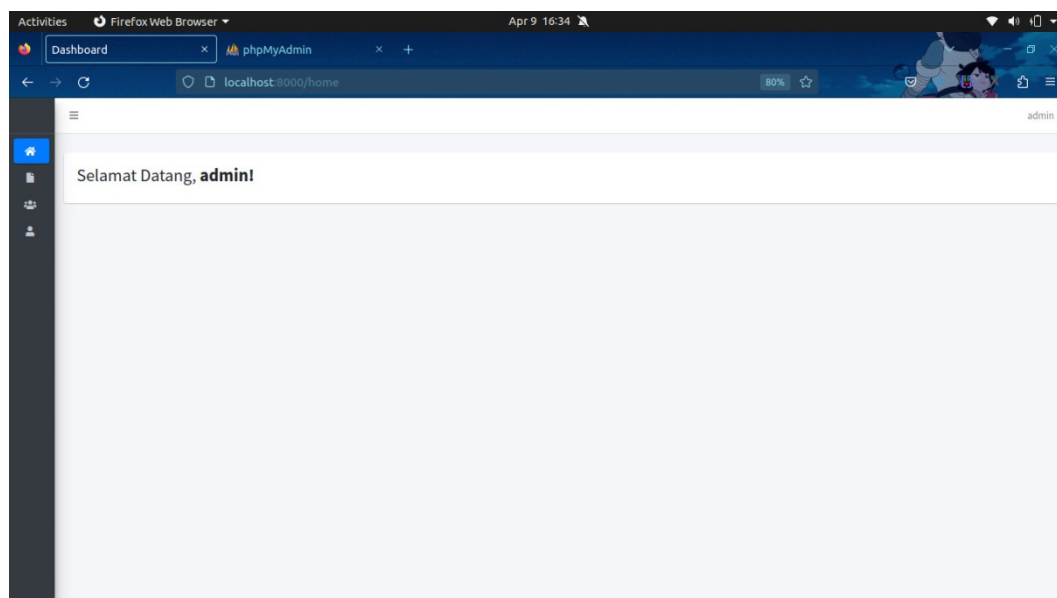 Activities Firefox Web Browser Apr 9 16:34
Dashboard × phpMyAdmin × +
localhost:8000/home 80%
admin
Selamat Datang, admin!